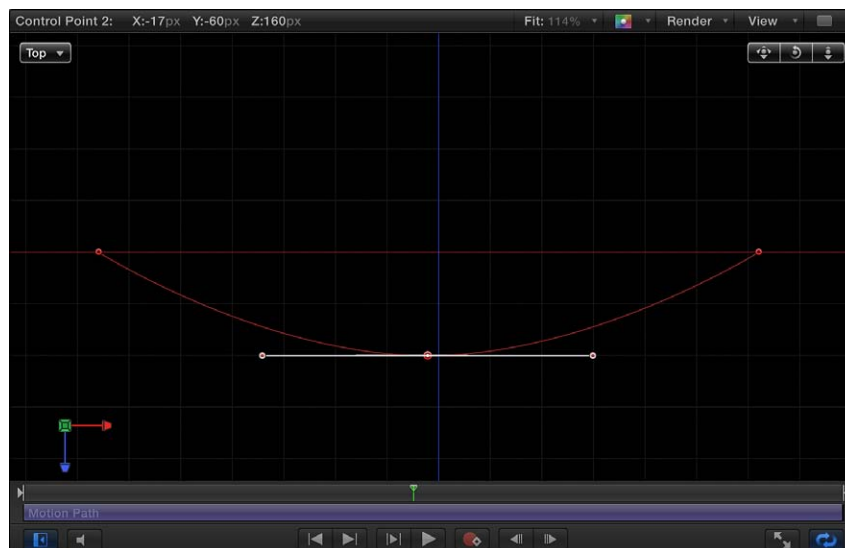 Control Point 2: X:-17px Y:-60px Z:160px Fit: 114% Render View
Top
Motion Path